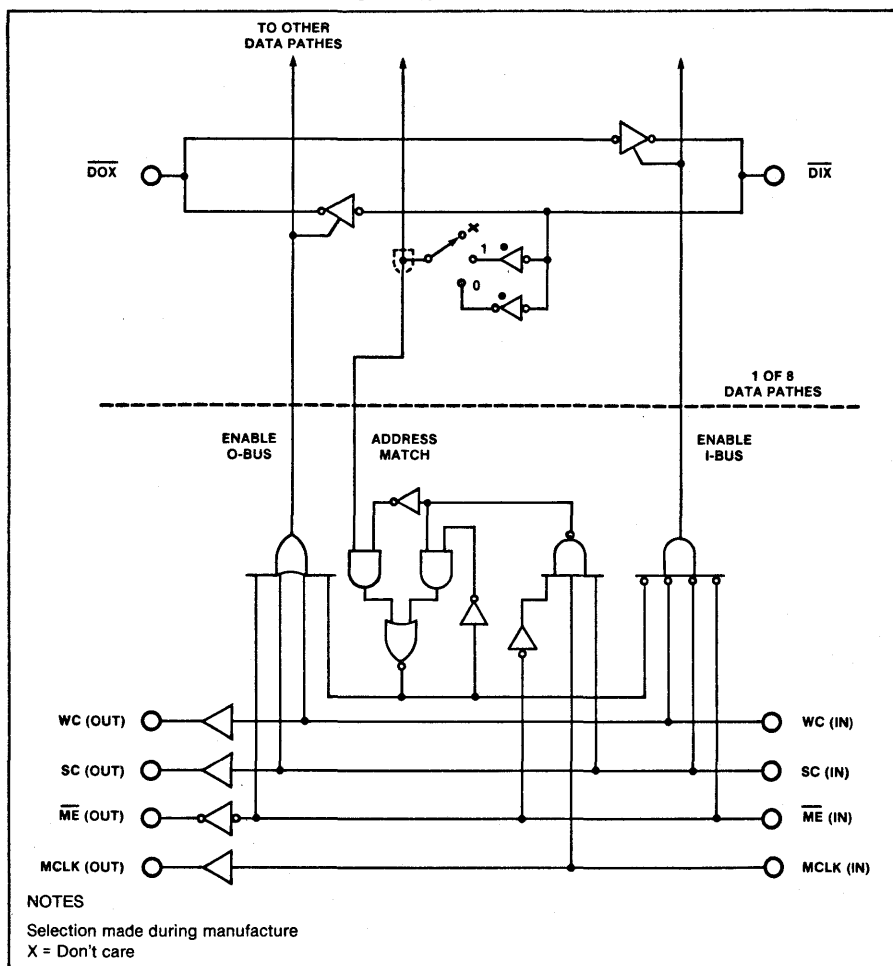 TO OTHER
DATA PATHES
DOX
DIX
X
1
0
1 OF 8
DATA PATHES
ENABLE
O-BUS
ADDRESS
MATCH
ENABLE
I-BUS
WC (OUT)
WC (IN)
SC (OUT)
SC (IN)
ME (OUT)
ME (IN)
MCLK (OUT)
MCLK (IN)
NOTES
Selection made during manufacture
X = Don't care